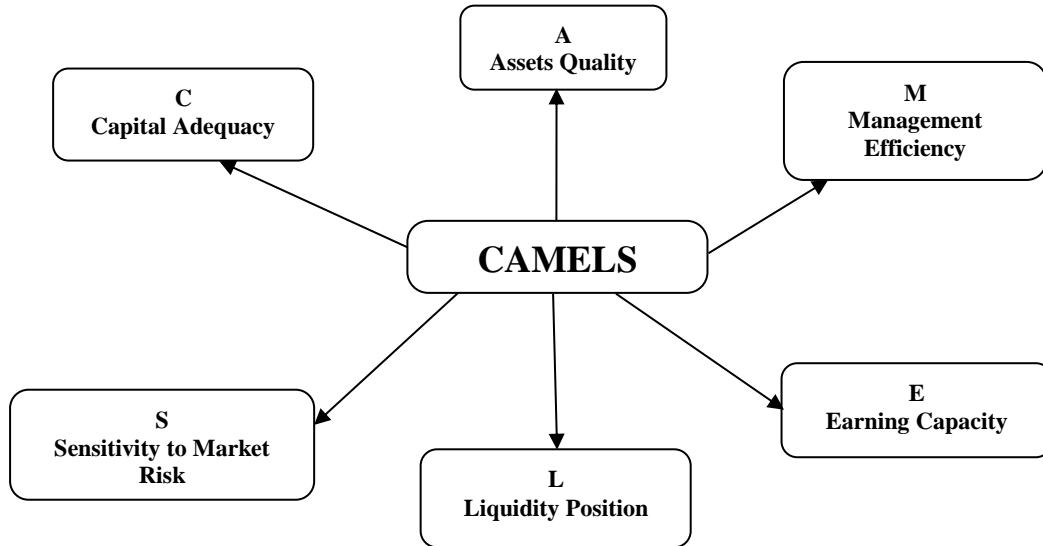 A
Assets Quality
C
Capital Adequacy
M
Management
Efficiency
CAMELS
S
Sensitivity to Market
Risk
L
Liquidity Position
E
Earning Capacity